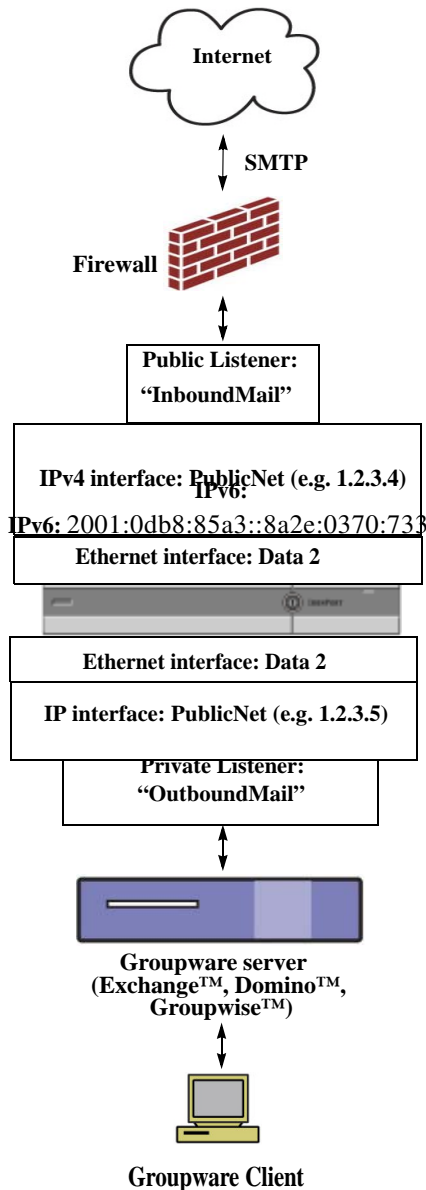 Internet
SMTP
Firewall
Public Listener:
“InboundMail”
IPv4 interface: PublicNet (e.g. 1.2.3.4)
IPv6:
IPv6: 2001:0db8:85a3::8a2e:0370:733
Ethernet interface: Data 2
IRONPORT
Ethernet interface: Data 2
IP interface: PublicNet (e.g. 1.2.3.5)
Private Listener:
“OutboundMail”
Groupware server
(Exchange™, Domino™,
Groupwise™)
Groupware Client